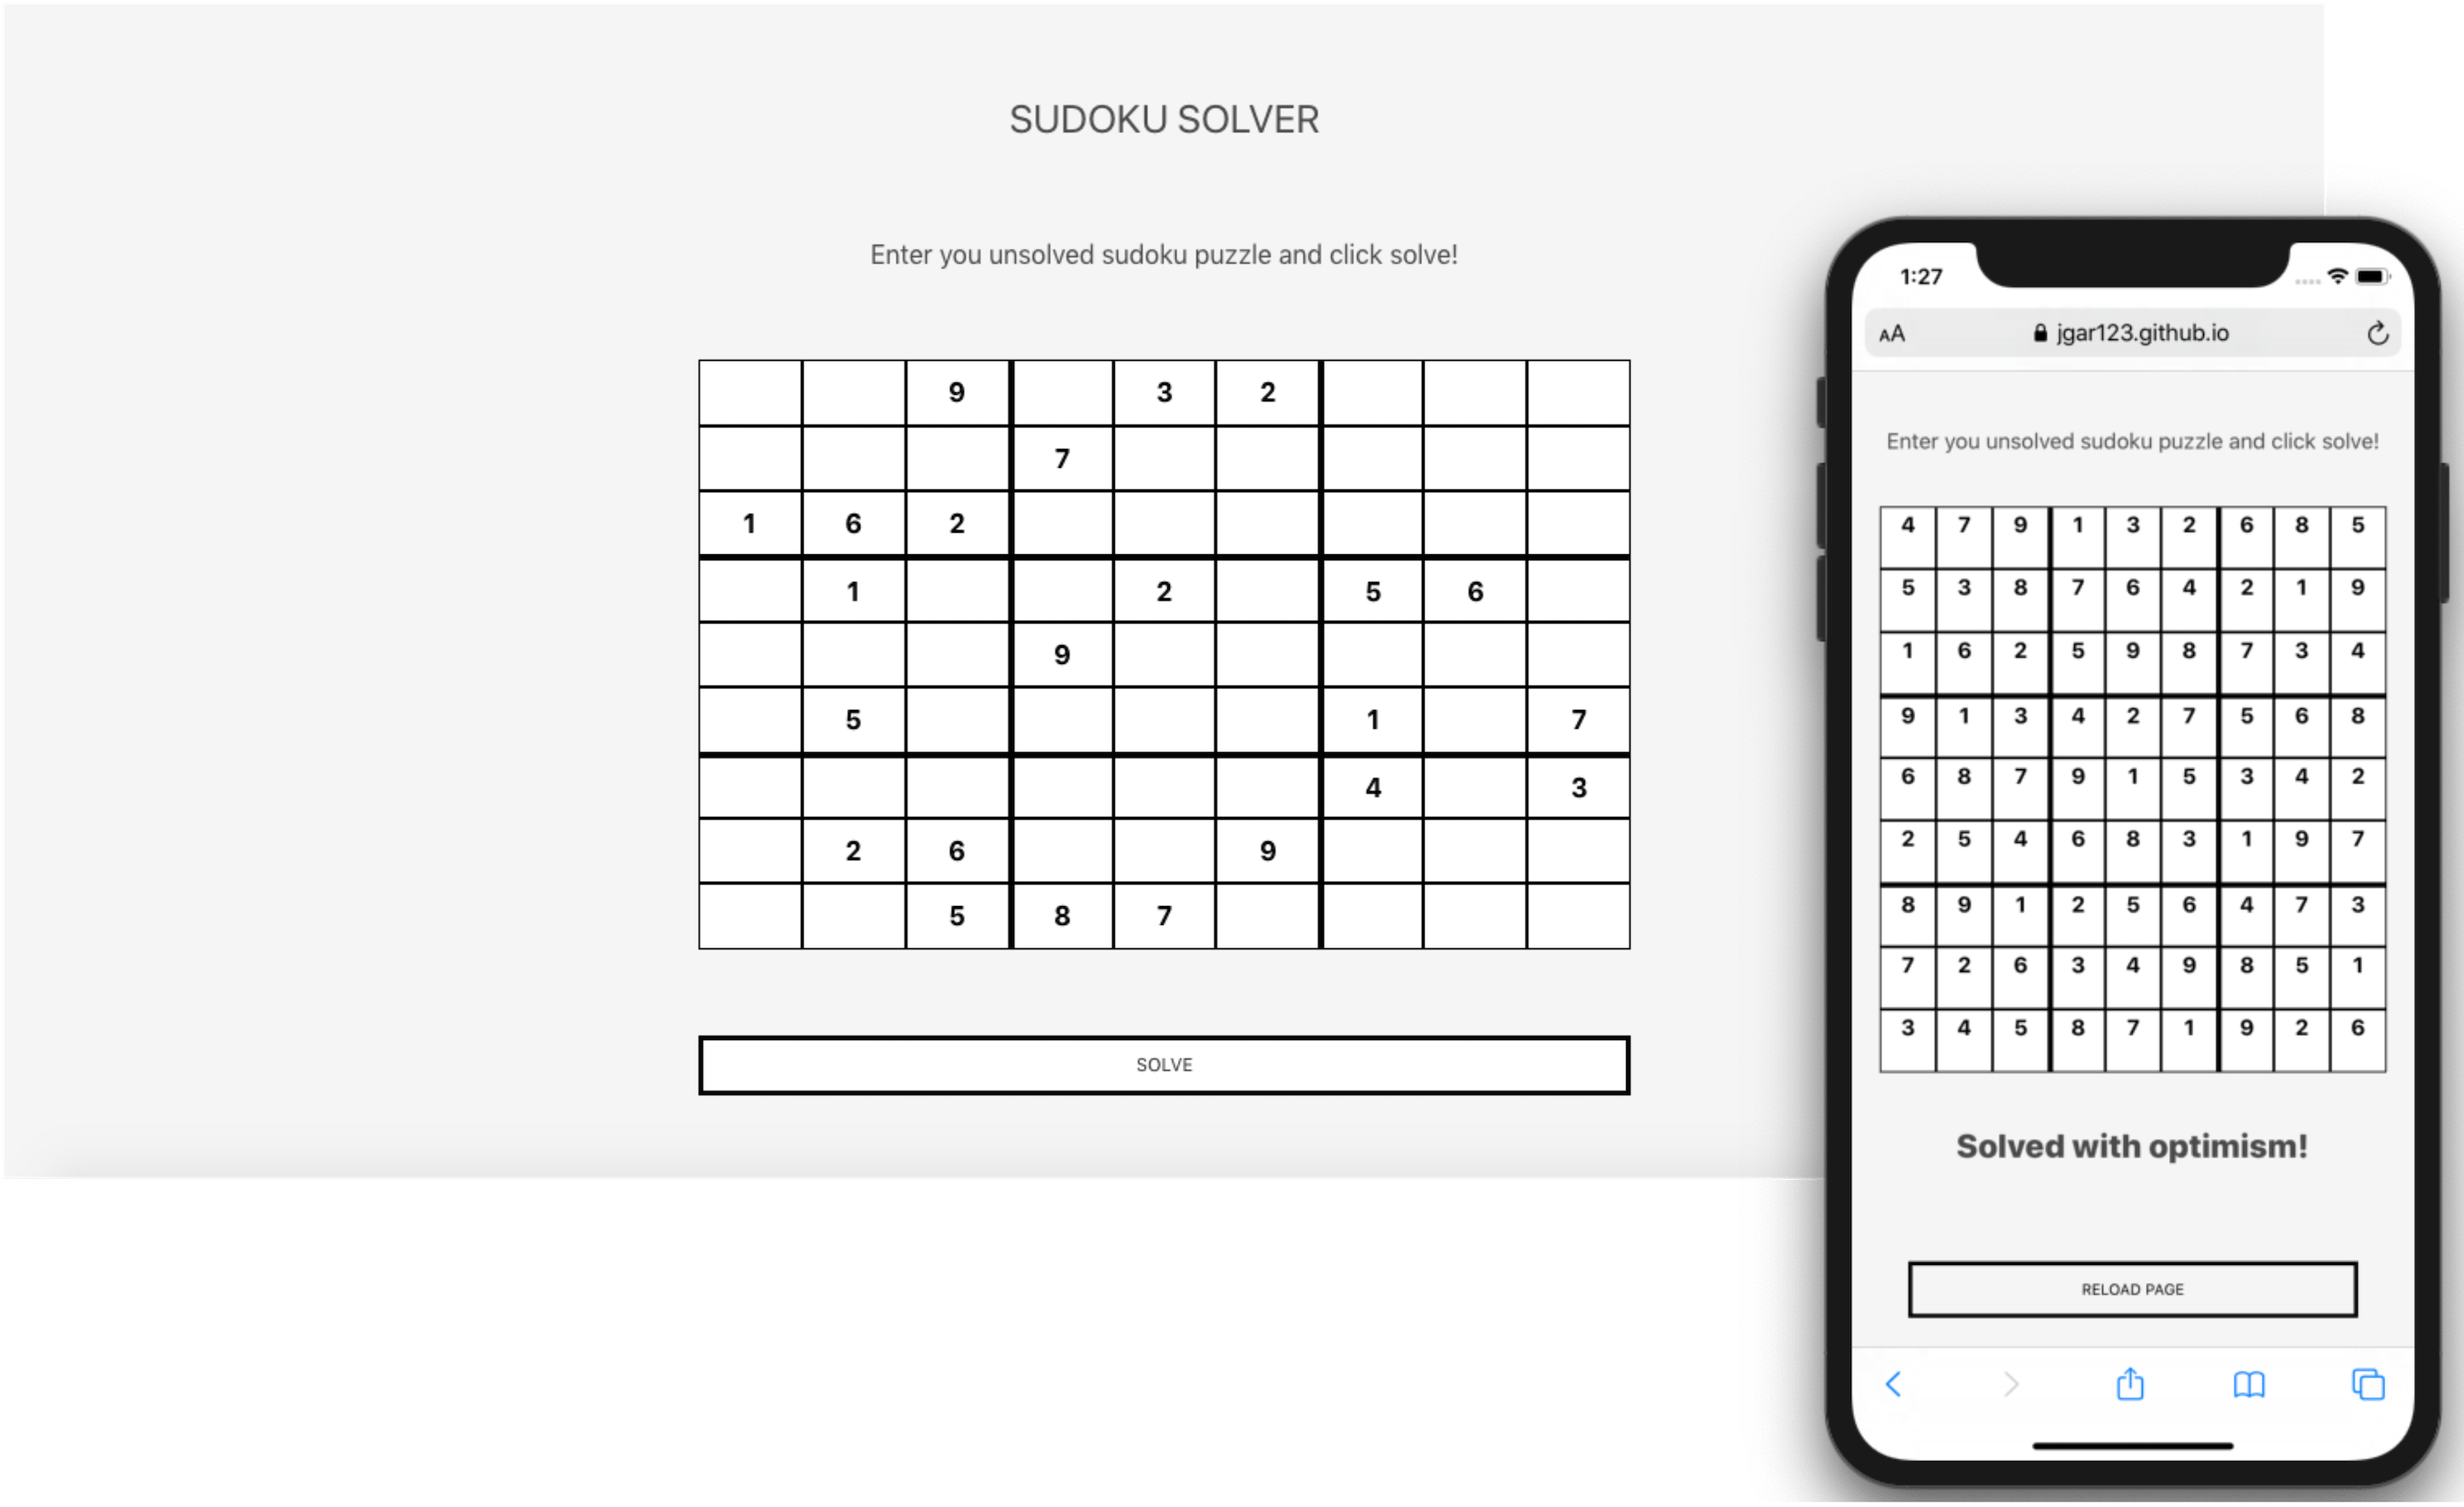 SUDOKU SOLVER
Enter you unsolved sudoku puzzle and click solve!
9 3 2
7
1 6 2
1 2 5 6
9
5 1 7
4 3
2 6 9
5 8 7
SOLVE
1:27
AA jgar123.github.io
Enter you unsolved sudoku puzzle and click solve!
4 7 9 1 3 2 6 8 5
5 3 8 7 6 4 2 1 9
1 6 2 5 9 8 7 3 4
9 1 3 4 2 7 5 6 8
6 8 7 9 1 5 3 4 2
2 5 4 6 8 3 1 9 7
8 9 1 2 5 6 4 7 3
7 2 6 3 4 9 8 5 1
3 4 5 8 7 1 9 2 6
Solved with optimism!
RELOAD PAGE